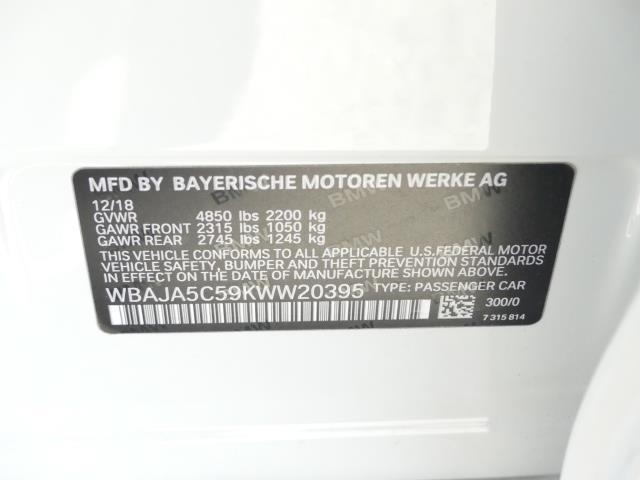 MFD BY BAYERISCHE MOTOREN WERKE AG
12/18
GVWR 4850 lbs 2200 kg
GAWR FRONT 2315 lbs 1050 kg
GAWR REAR 2745 lbs 1245 kg
THIS VEHICLE CONFORMS TO ALL APPLICABLE U.S.FEDERAL MOTOR
VEHICLE SAFETY, BUMPER AND THEFT PREVENTION STANDARDS
IN EFFECT ON THE DATE OF MANUFACTURE SHOWN ABOVE.
WBAJA5C59KWW20395 TYPE: PASSENGER CAR
300/0
7 315 814